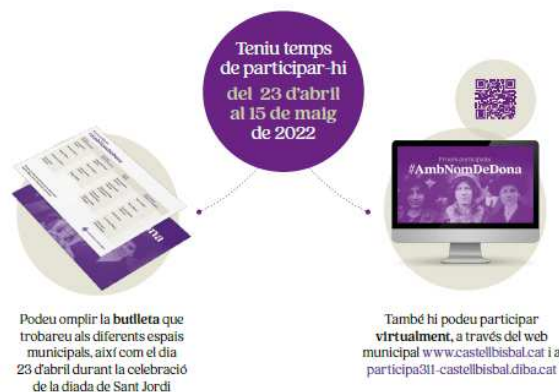 Teniu temps
de participar-hi
del 23 d'abril
al 15 de maig
de 2022
#AmbNomDeDona
Podeu omplir la butlleta que
trobareu als diferents espais
municipals, així com el dia
23 d'abril durant la celebració
de la diada de Sant Jordi
També hi podeu participar
virtualment, a través del web
municipal www.castellbisbal.cat i a
participa311-castellbisbal.diba.cat